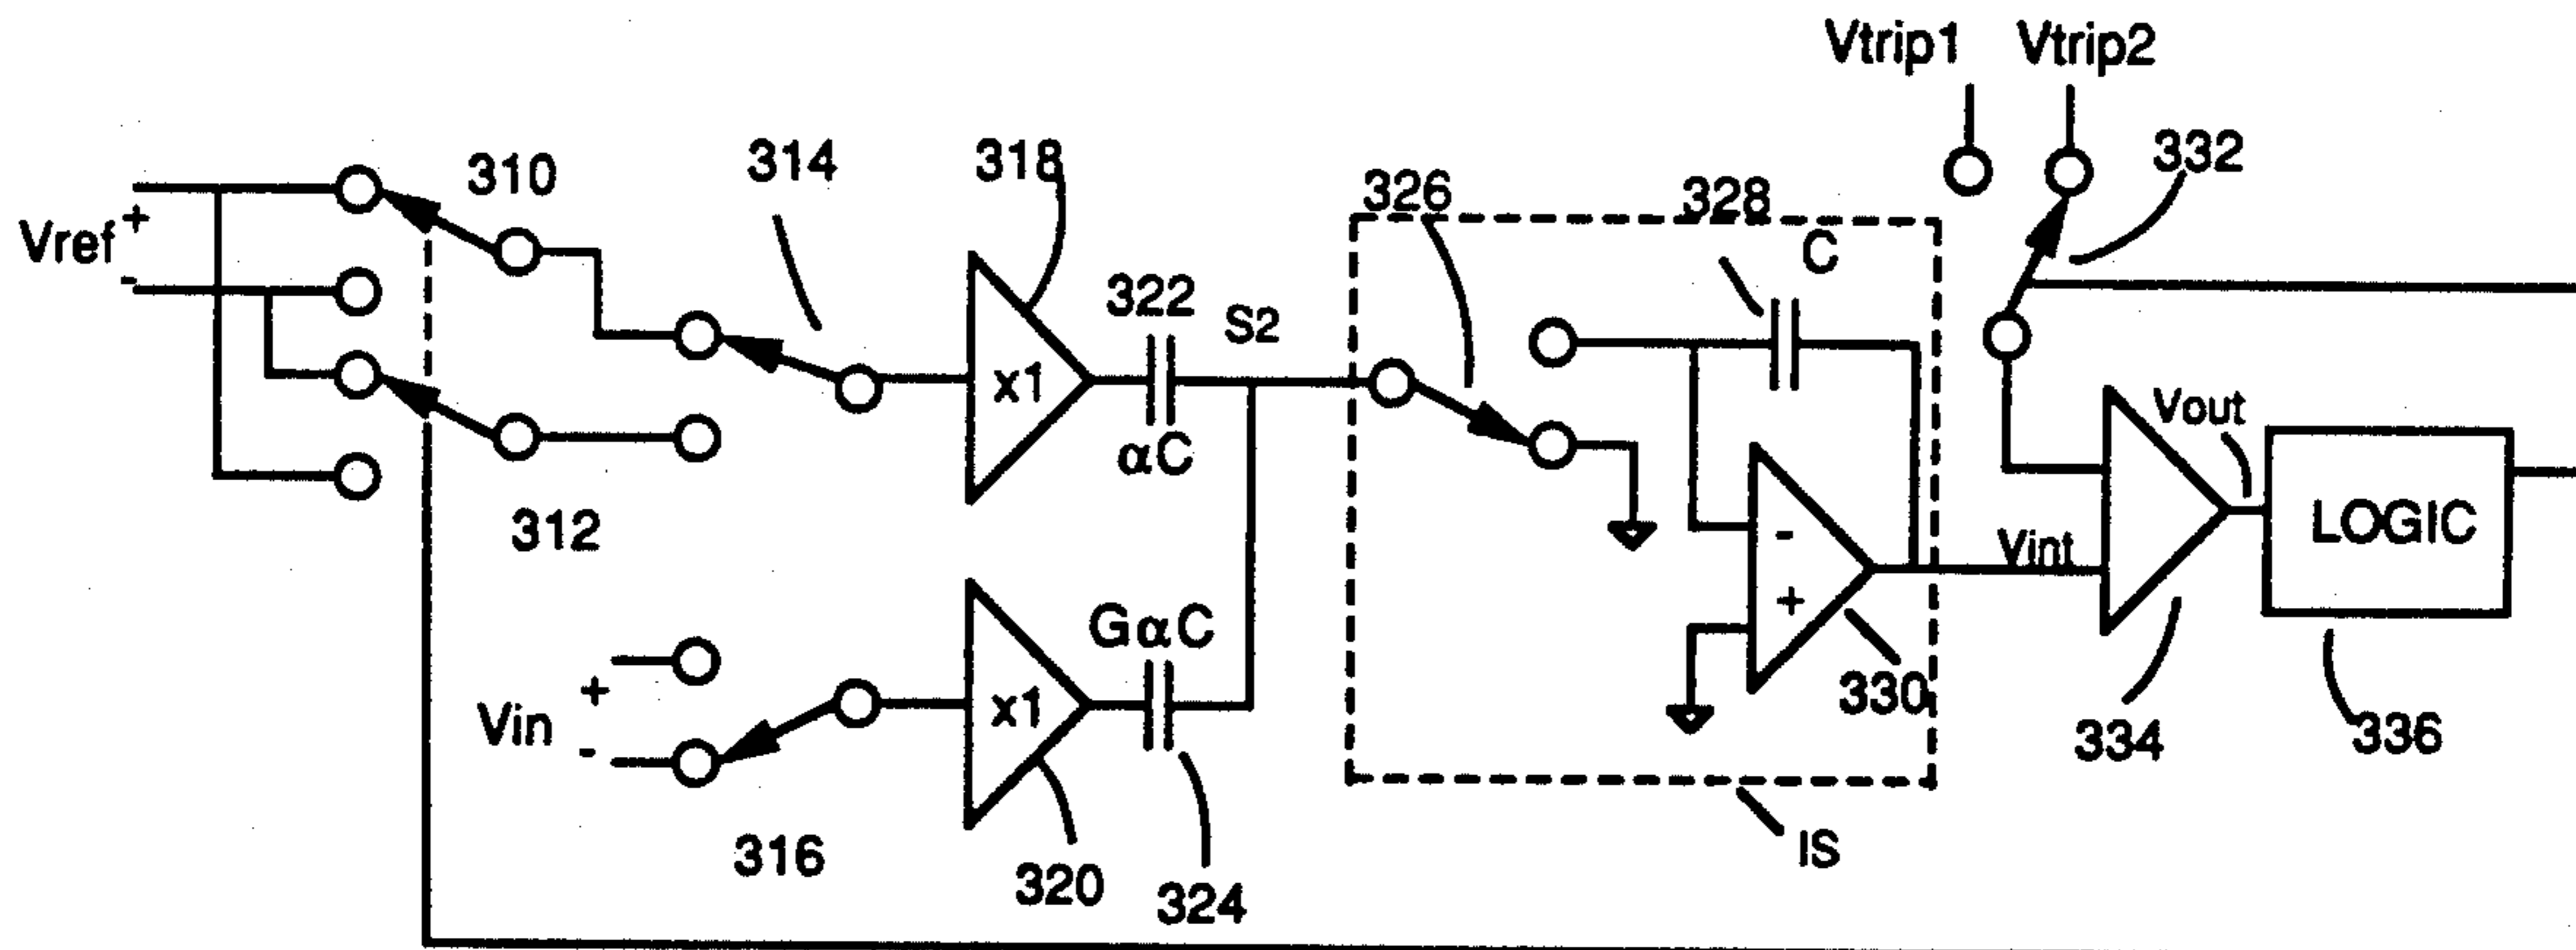 Vtrip1 Vtrip2
310
314
318
326
328
332
Vref
+
-
C
322
S2
x1
αC
312
Vout
LOGIC
Vint
-
+
GαC
x1
Vin
+
-
330
334
336
316
320
324
IS